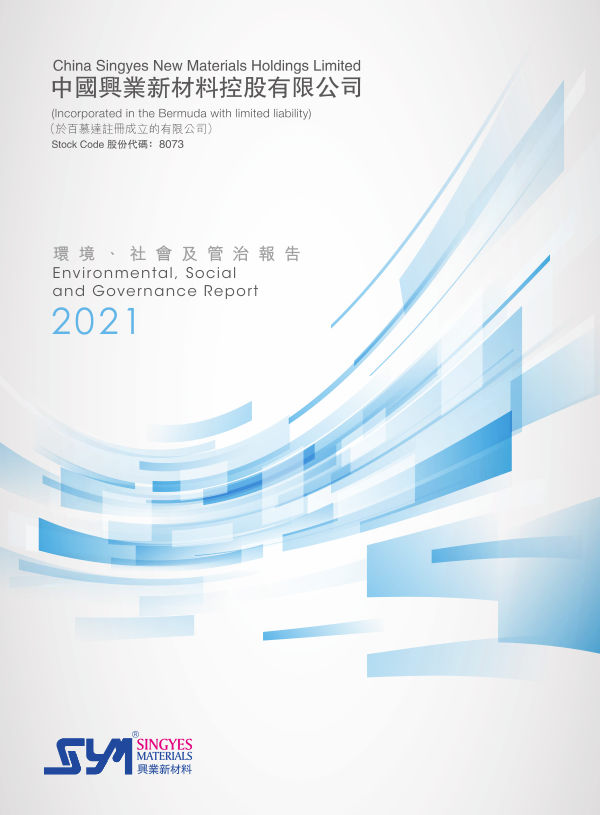 China Singyes New Materials Holdings Limited
中國興業新材料控股有限公司
(Incorporated in the Bermuda with limited liability)
（於百慕達註冊成立的有限公司）
Stock Code 股份代碼：8073
環境、社會及管治報告
Environmental, Social
and Governance Report
2021
SYM®
SINGYES
MATERIALS
興業新材料